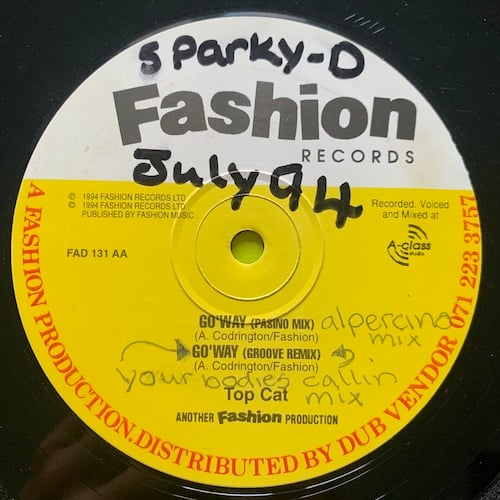 SParky-D
Fashion
RECORDS
July 94
℗ 1994 FASHION RECORDS LTD
© 1994 FASHION RECORDS LTD
PUBLISHED BY FASHION MUSIC
Recorded. Voiced
and Mixed at
A-class
studio
FAD 131 AA
GO'WAY (PASINO MIX) alpercino
mix
(A. Codrington/Fashion)
GO'WAY (GROOVE REMIX)
(A. Codrington/Fashion)
your bodies callin
mix
Top Cat
ANOTHER Fashion PRODUCTION
A FASHION PRODUCTION.DISTRIBUTED BY DUB VENDOR 071 223 3757